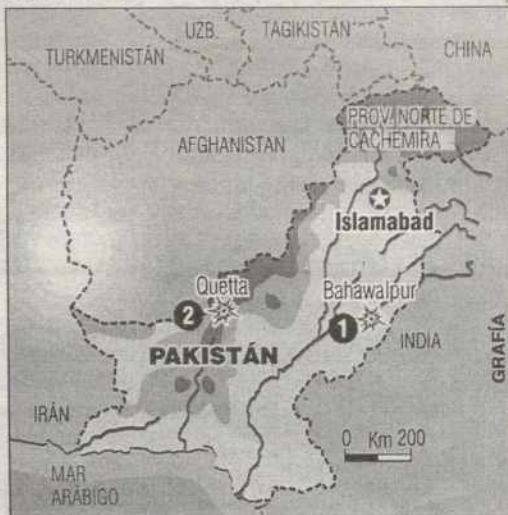 UZB.
TAGIKISTÁN
TURKMENISTÁN
CHINA
PROV. NORTE DE
CACHEMIRA
AFGHANISTAN
Islamabad
Quetta
Bahawalpur
2
1
PAKISTÁN
INDIA
GRAFÍA
IRÁN
0 Km 200
MAR
ARÁBIGO